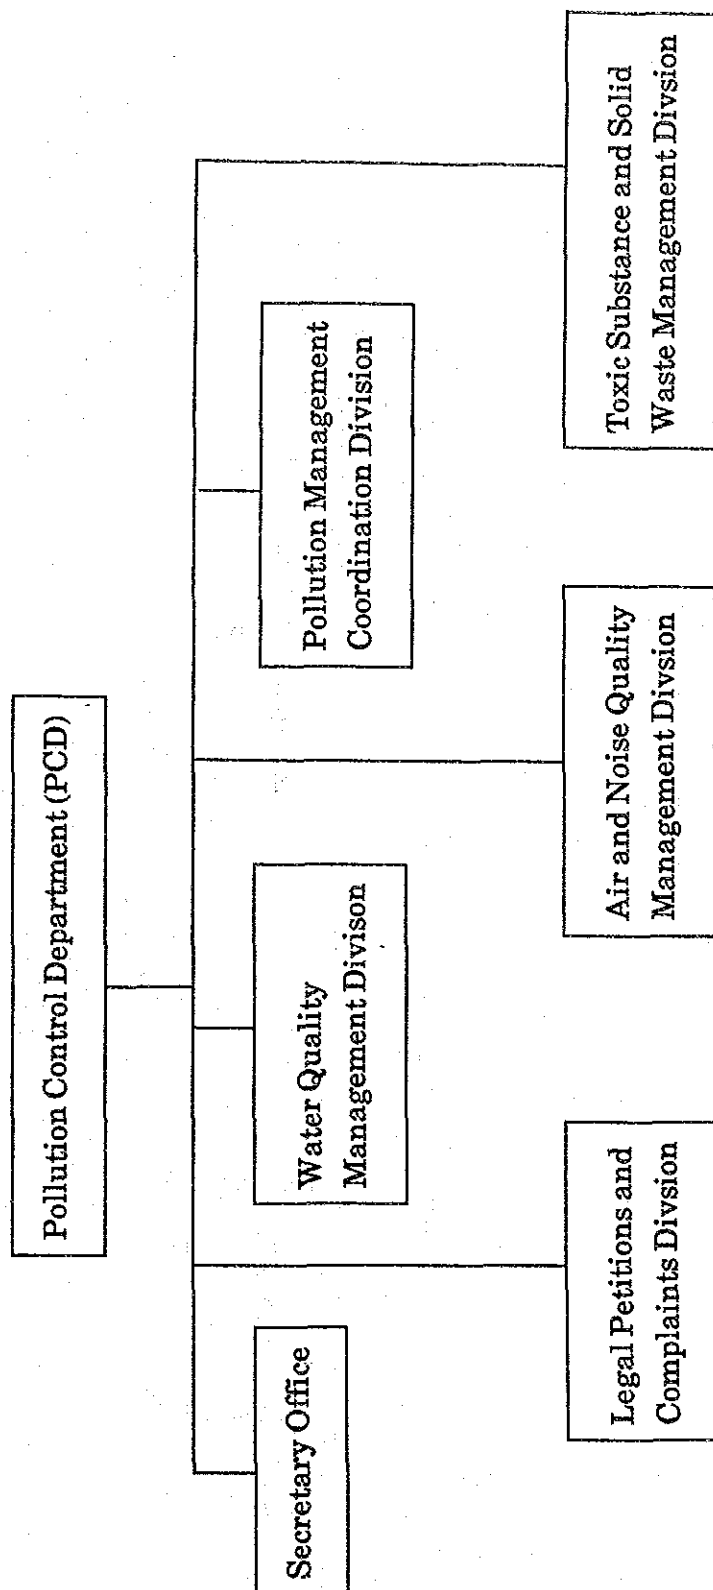 Pollution Control Department (PCD)
Secretary Office
Water Quality
Management Divison
Pollution Management
Coordination Division
Legal Petitions and
Complaints Divsion
Air and Noise Quality
Management Divsion
Toxic Substance and Solid
Waste Management Divsion